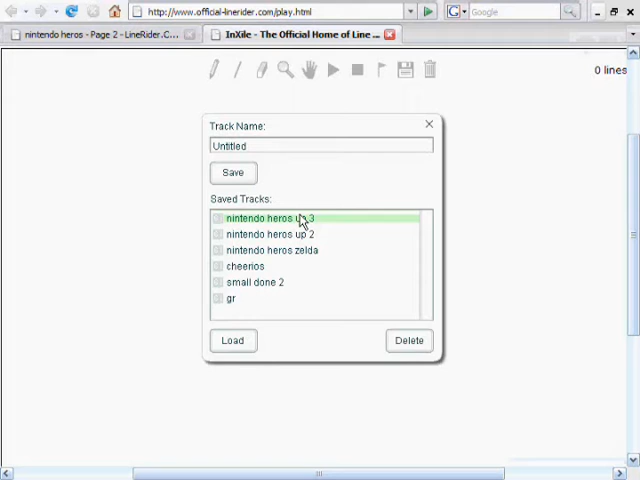 http://www.official-linerider.com/play.html
Google
nintendo heros - Page 2 - LineRider.C...
InXile - The Official Home of Line ...
0 lines
Track Name:
Untitled
Save
Saved Tracks:
nintendo heros up 3
nintendo heros up 2
nintendo heros zelda
cheerios
small done 2
gr
Load
Delete